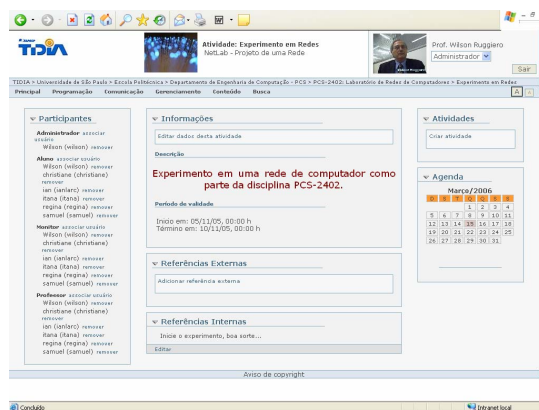 TIDIA
Atividade: Experimento em Redes
NetLab - Projeto de uma Rede
Prof. Wilson Ruggiero
Administrador
Sair
TIDIA > Universidade de São Paulo > Escola Politécnica > Departamento de Engenharia de Computação - PCS > PCS-2402: Laboratório de Redes de Computadores > Experimento em Redes
Principal Programação Comunicação Gerenciamento Conteúdo Busca
A
Participantes
Administrador associar
usuário
Wilson (wilson) remover
Aluno associar usuário
Wilson (wilson) remover
christiane (christiane)
remover
ian (ianlarc) remover
itana (itana) remover
regina (regina) remover
samuel (samuel) remover
Monitor associar usuário
Wilson (wilson) remover
christiane (christiane)
remover
ian (ianlarc) remover
itana (itana) remover
regina (regina) remover
samuel (samuel) remover
Professor associar usuário
Wilson (wilson) remover
christiane (christiane)
remover
ian (ianlarc) remover
itana (itana) remover
regina (regina) remover
samuel (samuel) remover
Informações
Editar dados desta atividade
Descrição
Experimento em uma rede de computador como
parte da disciplina PCS-2402.
Período de validade
Inicio em: 05/11/05, 00:00 h
Término em: 10/11/05, 00:00 h
Referências Externas
Adicionar referência externa
Referências Internas
Inicie o experimento, boa sorte...
Editar
Atividades
Criar atividade
Agenda
Março/2006
D S T Q Q S S
1 2 3 4
5 6 7 8 9 10 11
12 13 14 15 16 17 18
19 20 21 22 23 24 25
26 27 28 29 30 31
Aviso de copyright
Concluído
Intranet local